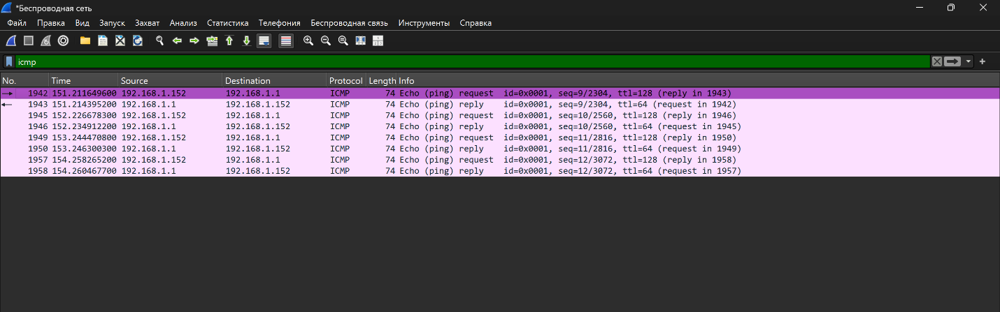 *Беспроводная сеть
Файл Правка Вид Запуск Захват Анализ Статистика Телефония Беспроводная связь Инструменты Справка
icmp
No. Time Source Destination Protocol Length Info
1942 151.211649600 192.168.1.152 192.168.1.1 ICMP 74 Echo (ping) request id=0x0001, seq=9/2304, ttl=128 (reply in 1943)
1943 151.214395200 192.168.1.1 192.168.1.152 ICMP 74 Echo (ping) reply id=0x0001, seq=9/2304, ttl=64 (request in 1942)
1945 152.226678300 192.168.1.152 192.168.1.1 ICMP 74 Echo (ping) request id=0x0001, seq=10/2560, ttl=128 (reply in 1946)
1946 152.234912200 192.168.1.1 192.168.1.152 ICMP 74 Echo (ping) reply id=0x0001, seq=10/2560, ttl=64 (request in 1945)
1949 153.244470800 192.168.1.152 192.168.1.1 ICMP 74 Echo (ping) request id=0x0001, seq=11/2816, ttl=128 (reply in 1950)
1950 153.246300300 192.168.1.1 192.168.1.152 ICMP 74 Echo (ping) reply id=0x0001, seq=11/2816, ttl=64 (request in 1949)
1957 154.258265200 192.168.1.152 192.168.1.1 ICMP 74 Echo (ping) request id=0x0001, seq=12/3072, ttl=128 (reply in 1958)
1958 154.260467700 192.168.1.1 192.168.1.152 ICMP 74 Echo (ping) reply id=0x0001, seq=12/3072, ttl=64 (request in 1957)